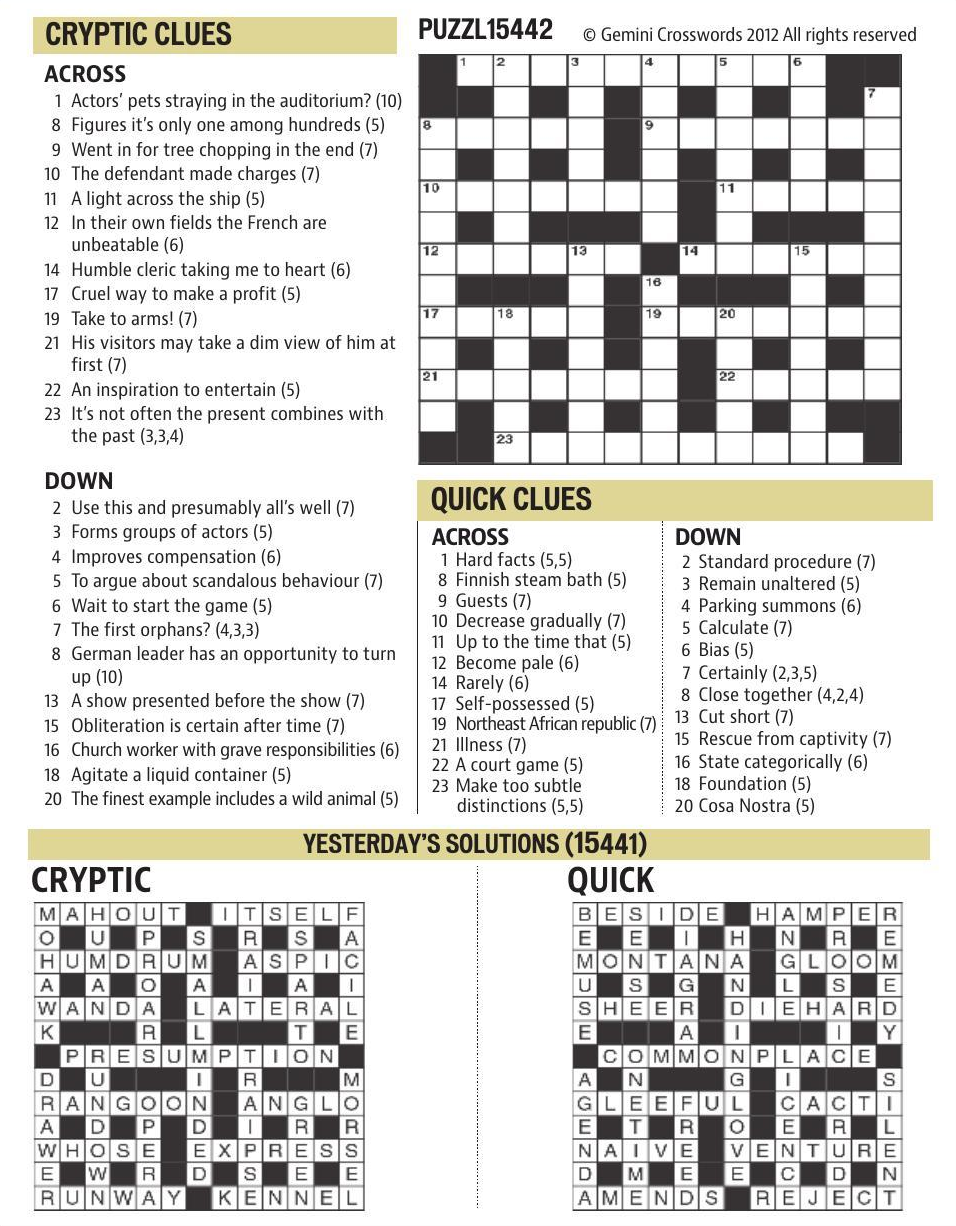 CRYPTIC CLUES
ACROSS
1 Actors' pets straying in the auditorium? (10)
8 Figures it's only one among hundreds (5)
9 Went in for tree chopping in the end (7)
10 The defendant made charges (7)
11 A light across the ship (5)
12 In their own fields the French are
unbeatable (6)
14 Humble cleric taking me to heart (6)
17 Cruel way to make a profit (5)
19 Take to arms! (7)
21 His visitors may take a dim view of him at
first (7)
22 An inspiration to entertain (5)
23 It's not often the present combines with
the past (3,3,4)
DOWN
2 Use this and presumably all's well (7)
3 Forms groups of actors (5)
4 Improves compensation (6)
5 To argue about scandalous behaviour (7)
6 Wait to start the game (5)
7 The first orphans? (4,3,3)
8 German leader has an opportunity to turn
up (10)
13 A show presented before the show (7)
15 Obliteration is certain after time (7)
16 Church worker with grave responsibilities (6)
18 Agitate a liquid container (5)
20 The finest example includes a wild animal (5)
PUZZL15442 © Gemini Crosswords 2012 All rights reserved
1 2 3 4 5 6
7
8 9
10 11
12 13 14 15
16
17 18 19 20
21 22
23
QUICK CLUES
ACROSS
1 Hard facts (5,5)
8 Finnish steam bath (5)
9 Guests (7)
10 Decrease gradually (7)
11 Up to the time that (5)
12 Become pale (6)
14 Rarely (6)
17 Self-possessed (5)
19 Northeast African republic (7)
21 Illness (7)
22 A court game (5)
23 Make too subtle
distinctions (5,5)
DOWN
2 Standard procedure (7)
3 Remain unaltered (5)
4 Parking summons (6)
5 Calculate (7)
6 Bias (5)
7 Certainly (2,3,5)
8 Close together (4,2,4)
13 Cut short (7)
15 Rescue from captivity (7)
16 State categorically (6)
18 Foundation (5)
20 Cosa Nostra (5)
YESTERDAY'S SOLUTIONS (15441)
CRYPTIC
MAHOUT ITSELF
O U P S R S A
HUMDRUM ASPIC
A A O A I A I
WANDA LATERAL
K R L T E
PRESUMPTION
D U I R M
RANGOON ANGLO
A D P D I R R
WHOSE EXPRESS
E W R D S E E
RUNWAY KENNEL
QUICK
BESIDE HAMPER
E E I H N R E
MONTANA GLOOM
U S G N L S E
SHEER DIEHARD
E A I I Y
COMMONPLACE
A N G I S
GLEEFUL CACTI
E T R O E R L
NAIVE VENTURE
D M E E C D N
AMENDS REJECT